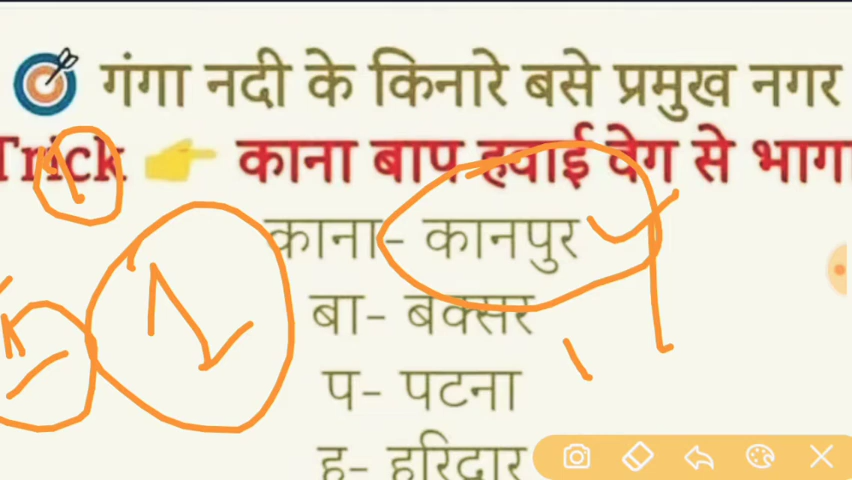 गंगा नदी के किनारे बसे प्रमुख नगर
Trick 👉 काना बाप हवाई वेग से भागा
काना- कानपुर
बा- बक्सर
प- पटना
ह- हरिद्वार